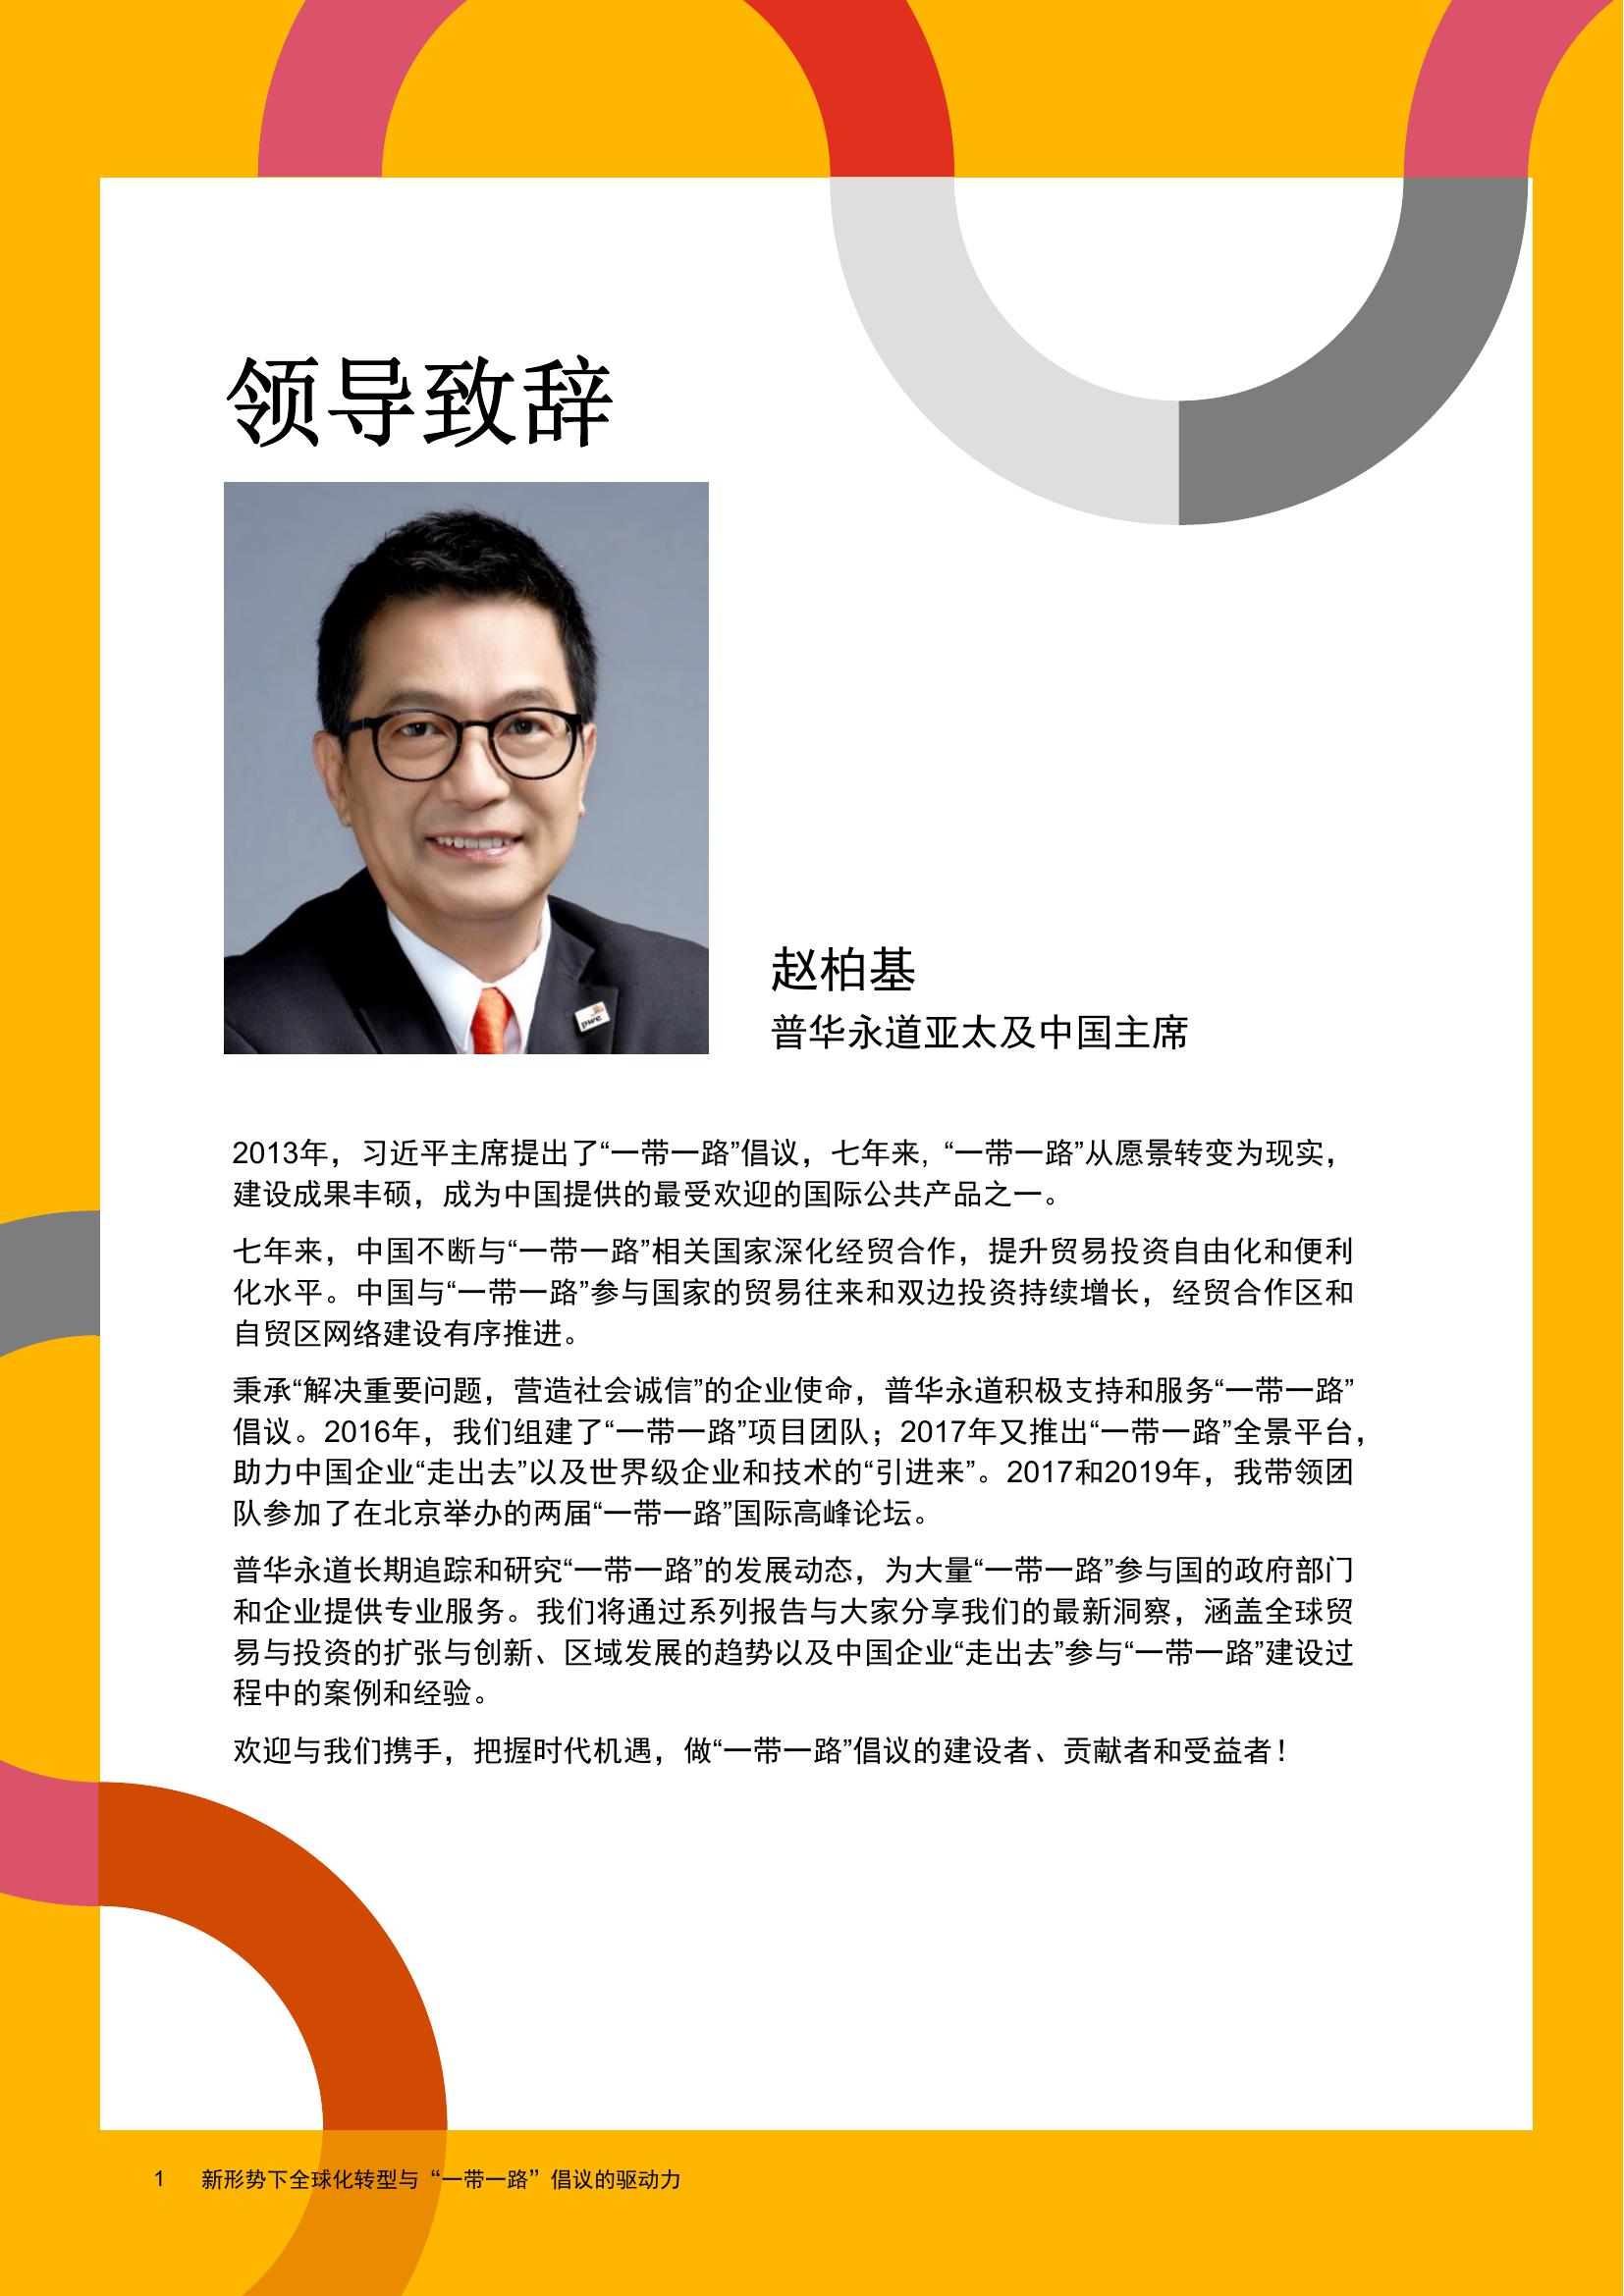 领导致辞
pwc
赵柏基
普华永道亚太及中国主席
2013年，习近平主席提出了“一带一路”倡议，七年来, “一带一路”从愿景转变为现实，
建设成果丰硕，成为中国提供的最受欢迎的国际公共产品之一。
七年来，中国不断与“一带一路”相关国家深化经贸合作，提升贸易投资自由化和便利
化水平。中国与“一带一路”参与国家的贸易往来和双边投资持续增长，经贸合作区和
自贸区网络建设有序推进。
秉承“解决重要问题，营造社会诚信”的企业使命，普华永道积极支持和服务“一带一路”
倡议。2016年，我们组建了“一带一路”项目团队；2017年又推出“一带一路”全景平台，
助力中国企业“走出去”以及世界级企业和技术的“引进来”。2017和2019年，我带领团
队参加了在北京举办的两届“一带一路”国际高峰论坛。
普华永道长期追踪和研究“一带一路”的发展动态，为大量“一带一路”参与国的政府部门
和企业提供专业服务。我们将通过系列报告与大家分享我们的最新洞察，涵盖全球贸
易与投资的扩张与创新、区域发展的趋势以及中国企业“走出去”参与“一带一路”建设过
程中的案例和经验。
欢迎与我们携手，把握时代机遇，做“一带一路”倡议的建设者、贡献者和受益者！
1 新形势下全球化转型与“一带一路”倡议的驱动力